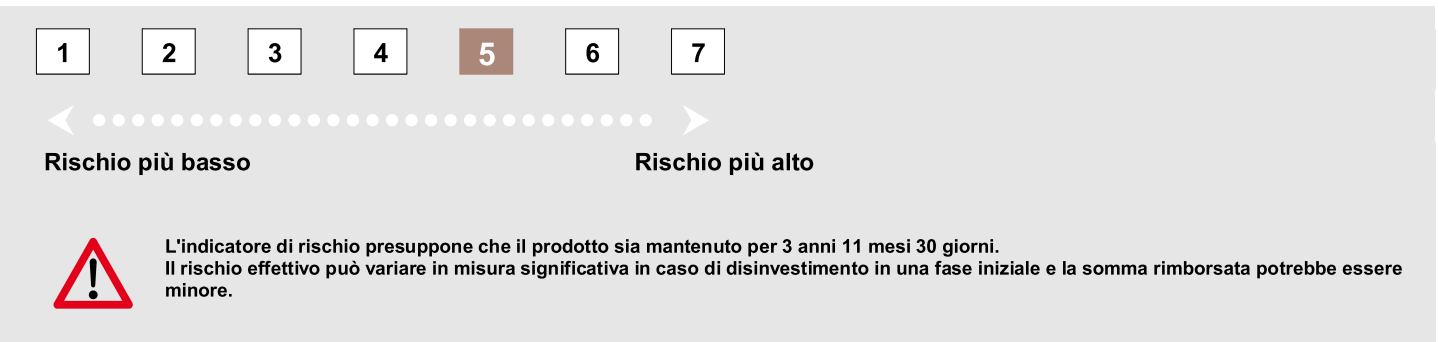 1 2 3 4 5 6 7
Rischio più basso Rischio più alto
L'indicatore di rischio presuppone che il prodotto sia mantenuto per 3 anni 11 mesi 30 giorni.
Il rischio effettivo può variare in misura significativa in caso di disinvestimento in una fase iniziale e la somma rimborsata potrebbe essere
minore.